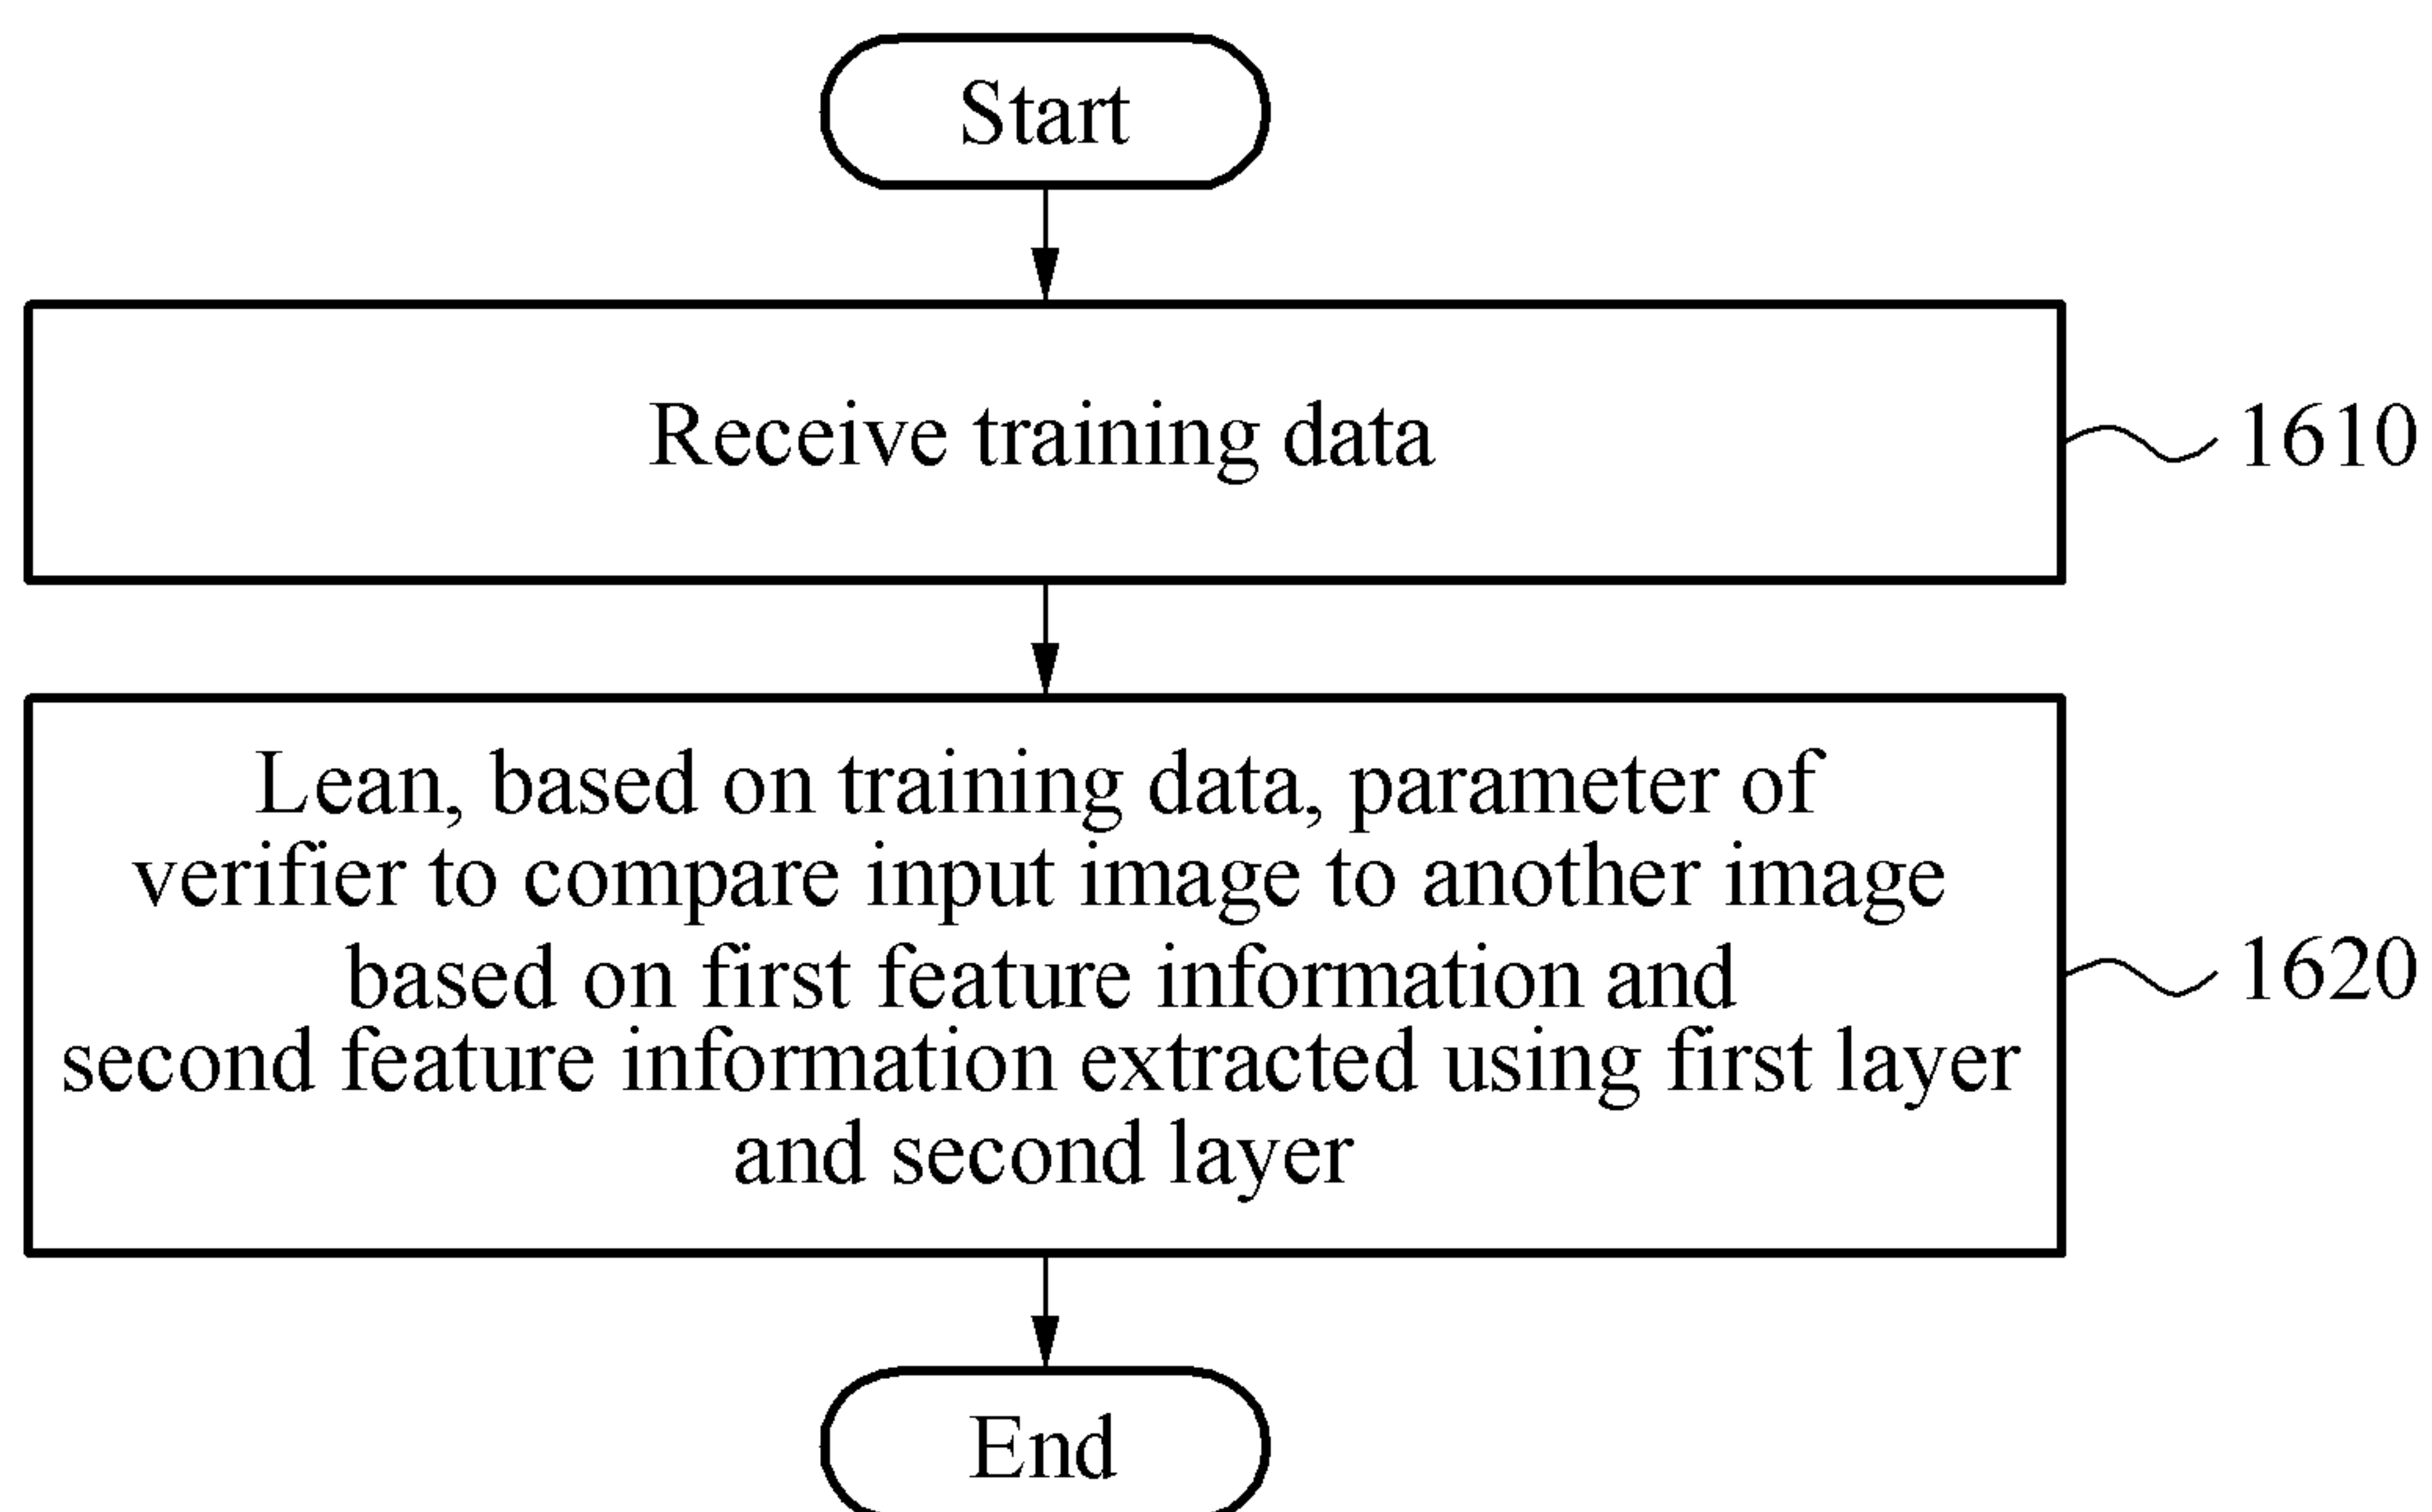 Start
Receive training data
1610
Lean, based on training data, parameter of
verifier to compare input image to another image
based on first feature information and
second feature information extracted using first layer
and second layer
1620
End